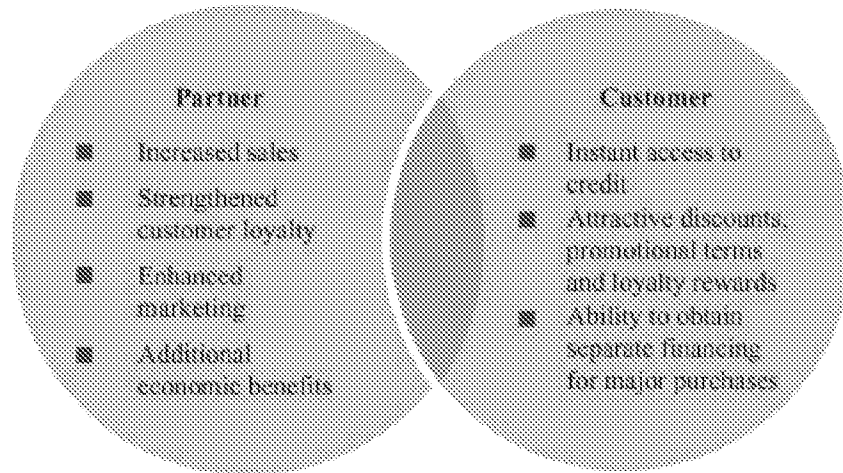 Partner
■ Increased sales
■ Strengthened
customer loyalty
■ Enhanced
marketing
■ Additional
economic benefits
Customer
■ Instant access to
credit
■ Attractive discounts,
promotional terms
and loyalty rewards
■ Ability to obtain
separate financing
for major purchases